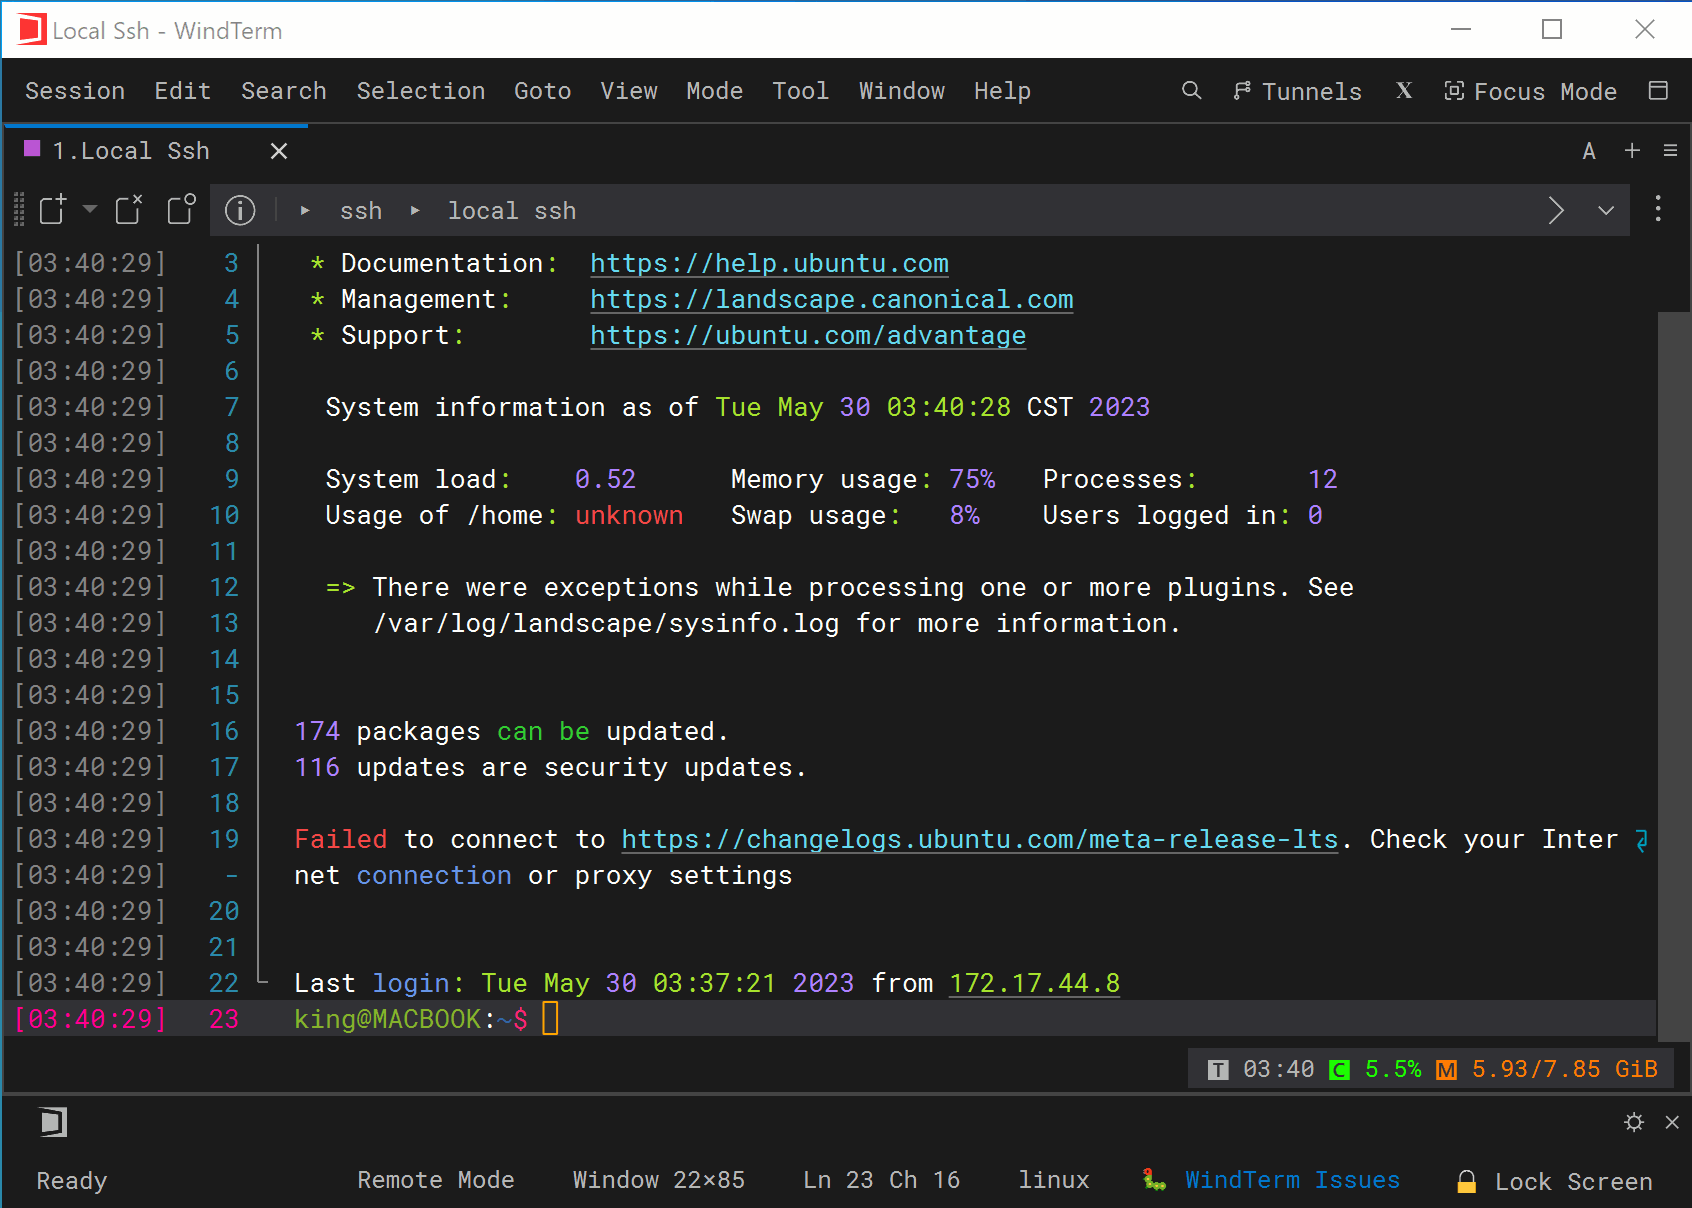 Local Ssh - WindTerm
Session Edit Search Selection Goto View Mode Tool Window Help Tunnels X Focus Mode
1.Local Ssh A
ssh local ssh
[03:40:29] 3 * Documentation: https://help.ubuntu.com
[03:40:29] 4 * Management: https://landscape.canonical.com
[03:40:29] 5 * Support: https://ubuntu.com/advantage
[03:40:29] 6
[03:40:29] 7 System information as of Tue May 30 03:40:28 CST 2023
[03:40:29] 8
[03:40:29] 9 System load: 0.52 Memory usage: 75% Processes: 12
[03:40:29] 10 Usage of /home: unknown Swap usage: 8% Users logged in: 0
[03:40:29] 11
[03:40:29] 12 => There were exceptions while processing one or more plugins. See
[03:40:29] 13 /var/log/landscape/sysinfo.log for more information.
[03:40:29] 14
[03:40:29] 15
[03:40:29] 16 174 packages can be updated.
[03:40:29] 17 116 updates are security updates.
[03:40:29] 18
[03:40:29] 19 Failed to connect to https://changelogs.ubuntu.com/meta-release-lts. Check your Inter
[03:40:29] - net connection or proxy settings
[03:40:29] 20
[03:40:29] 21
[03:40:29] 22 Last login: Tue May 30 03:37:21 2023 from 172.17.44.8
[03:40:29] 23 king@MACBOOK:~$
T 03:40 C 5.5% M 5.93/7.85 GiB
Ready Remote Mode Window 22×85 Ln 23 Ch 16 linux WindTerm Issues Lock Screen